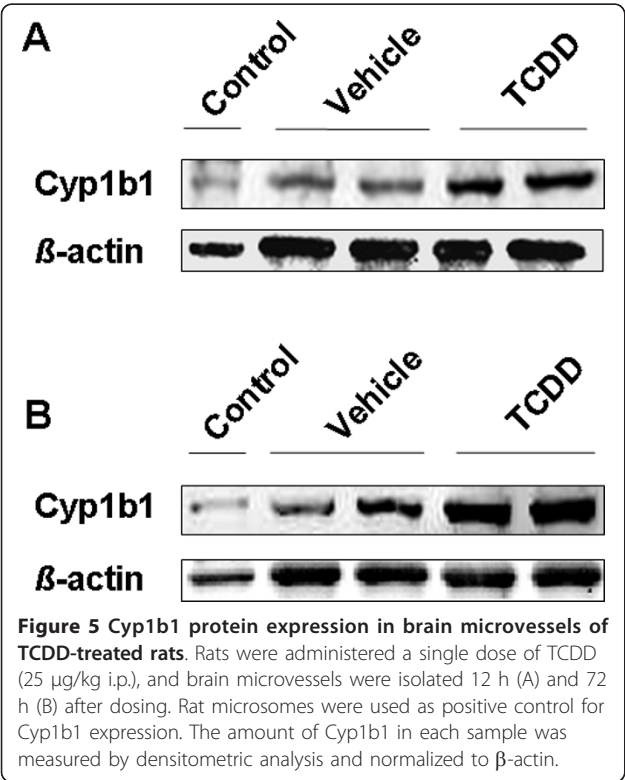 A
Control
Vehicle
TCDD
Cyp1b1
ß-actin
B
Control
Vehicle
TCDD
Cyp1b1
ß-actin
Figure 5 Cyp1b1 protein expression in brain microvessels of
TCDD-treated rats. Rats were administered a single dose of TCDD
(25 μg/kg i.p.), and brain microvessels were isolated 12 h (A) and 72
h (B) after dosing. Rat microsomes were used as positive control for
Cyp1b1 expression. The amount of Cyp1b1 in each sample was
measured by densitometric analysis and normalized to β-actin.